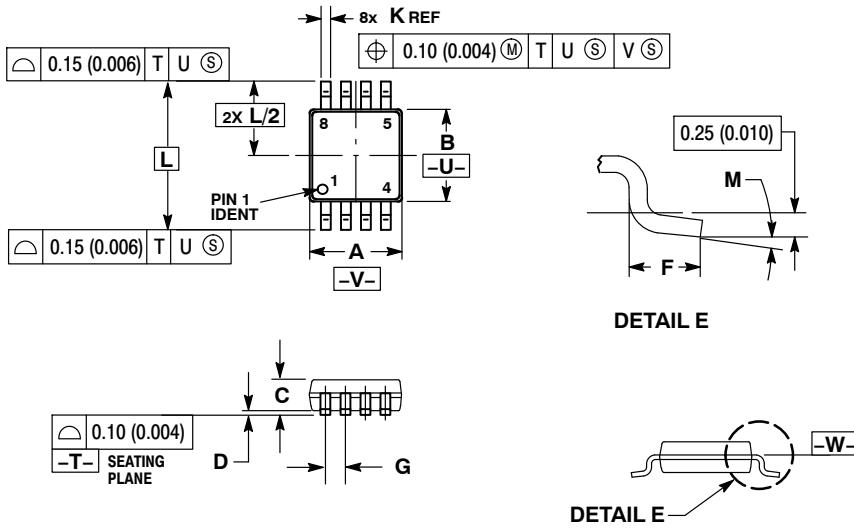 8x K REF
⌖ 0.10 (0.004) Ⓜ T U Ⓢ V Ⓢ
⌓ 0.15 (0.006) T U Ⓢ
2X L/2
8 5
B
–U–
L
PIN 1
IDENT
1
4
⌓ 0.15 (0.006) T U Ⓢ
A
–V–
0.25 (0.010)
M
F
DETAIL E
C
⌓ 0.10 (0.004)
–T– SEATING
PLANE
D
G
–W–
DETAIL E